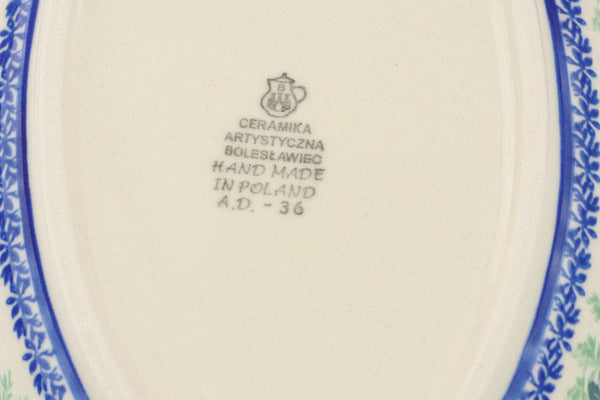 B
CERAMIKA
ARTYSTYCZNA
BOLESŁAWIEC
HAND MADE
IN POLAND
A.D. - 36